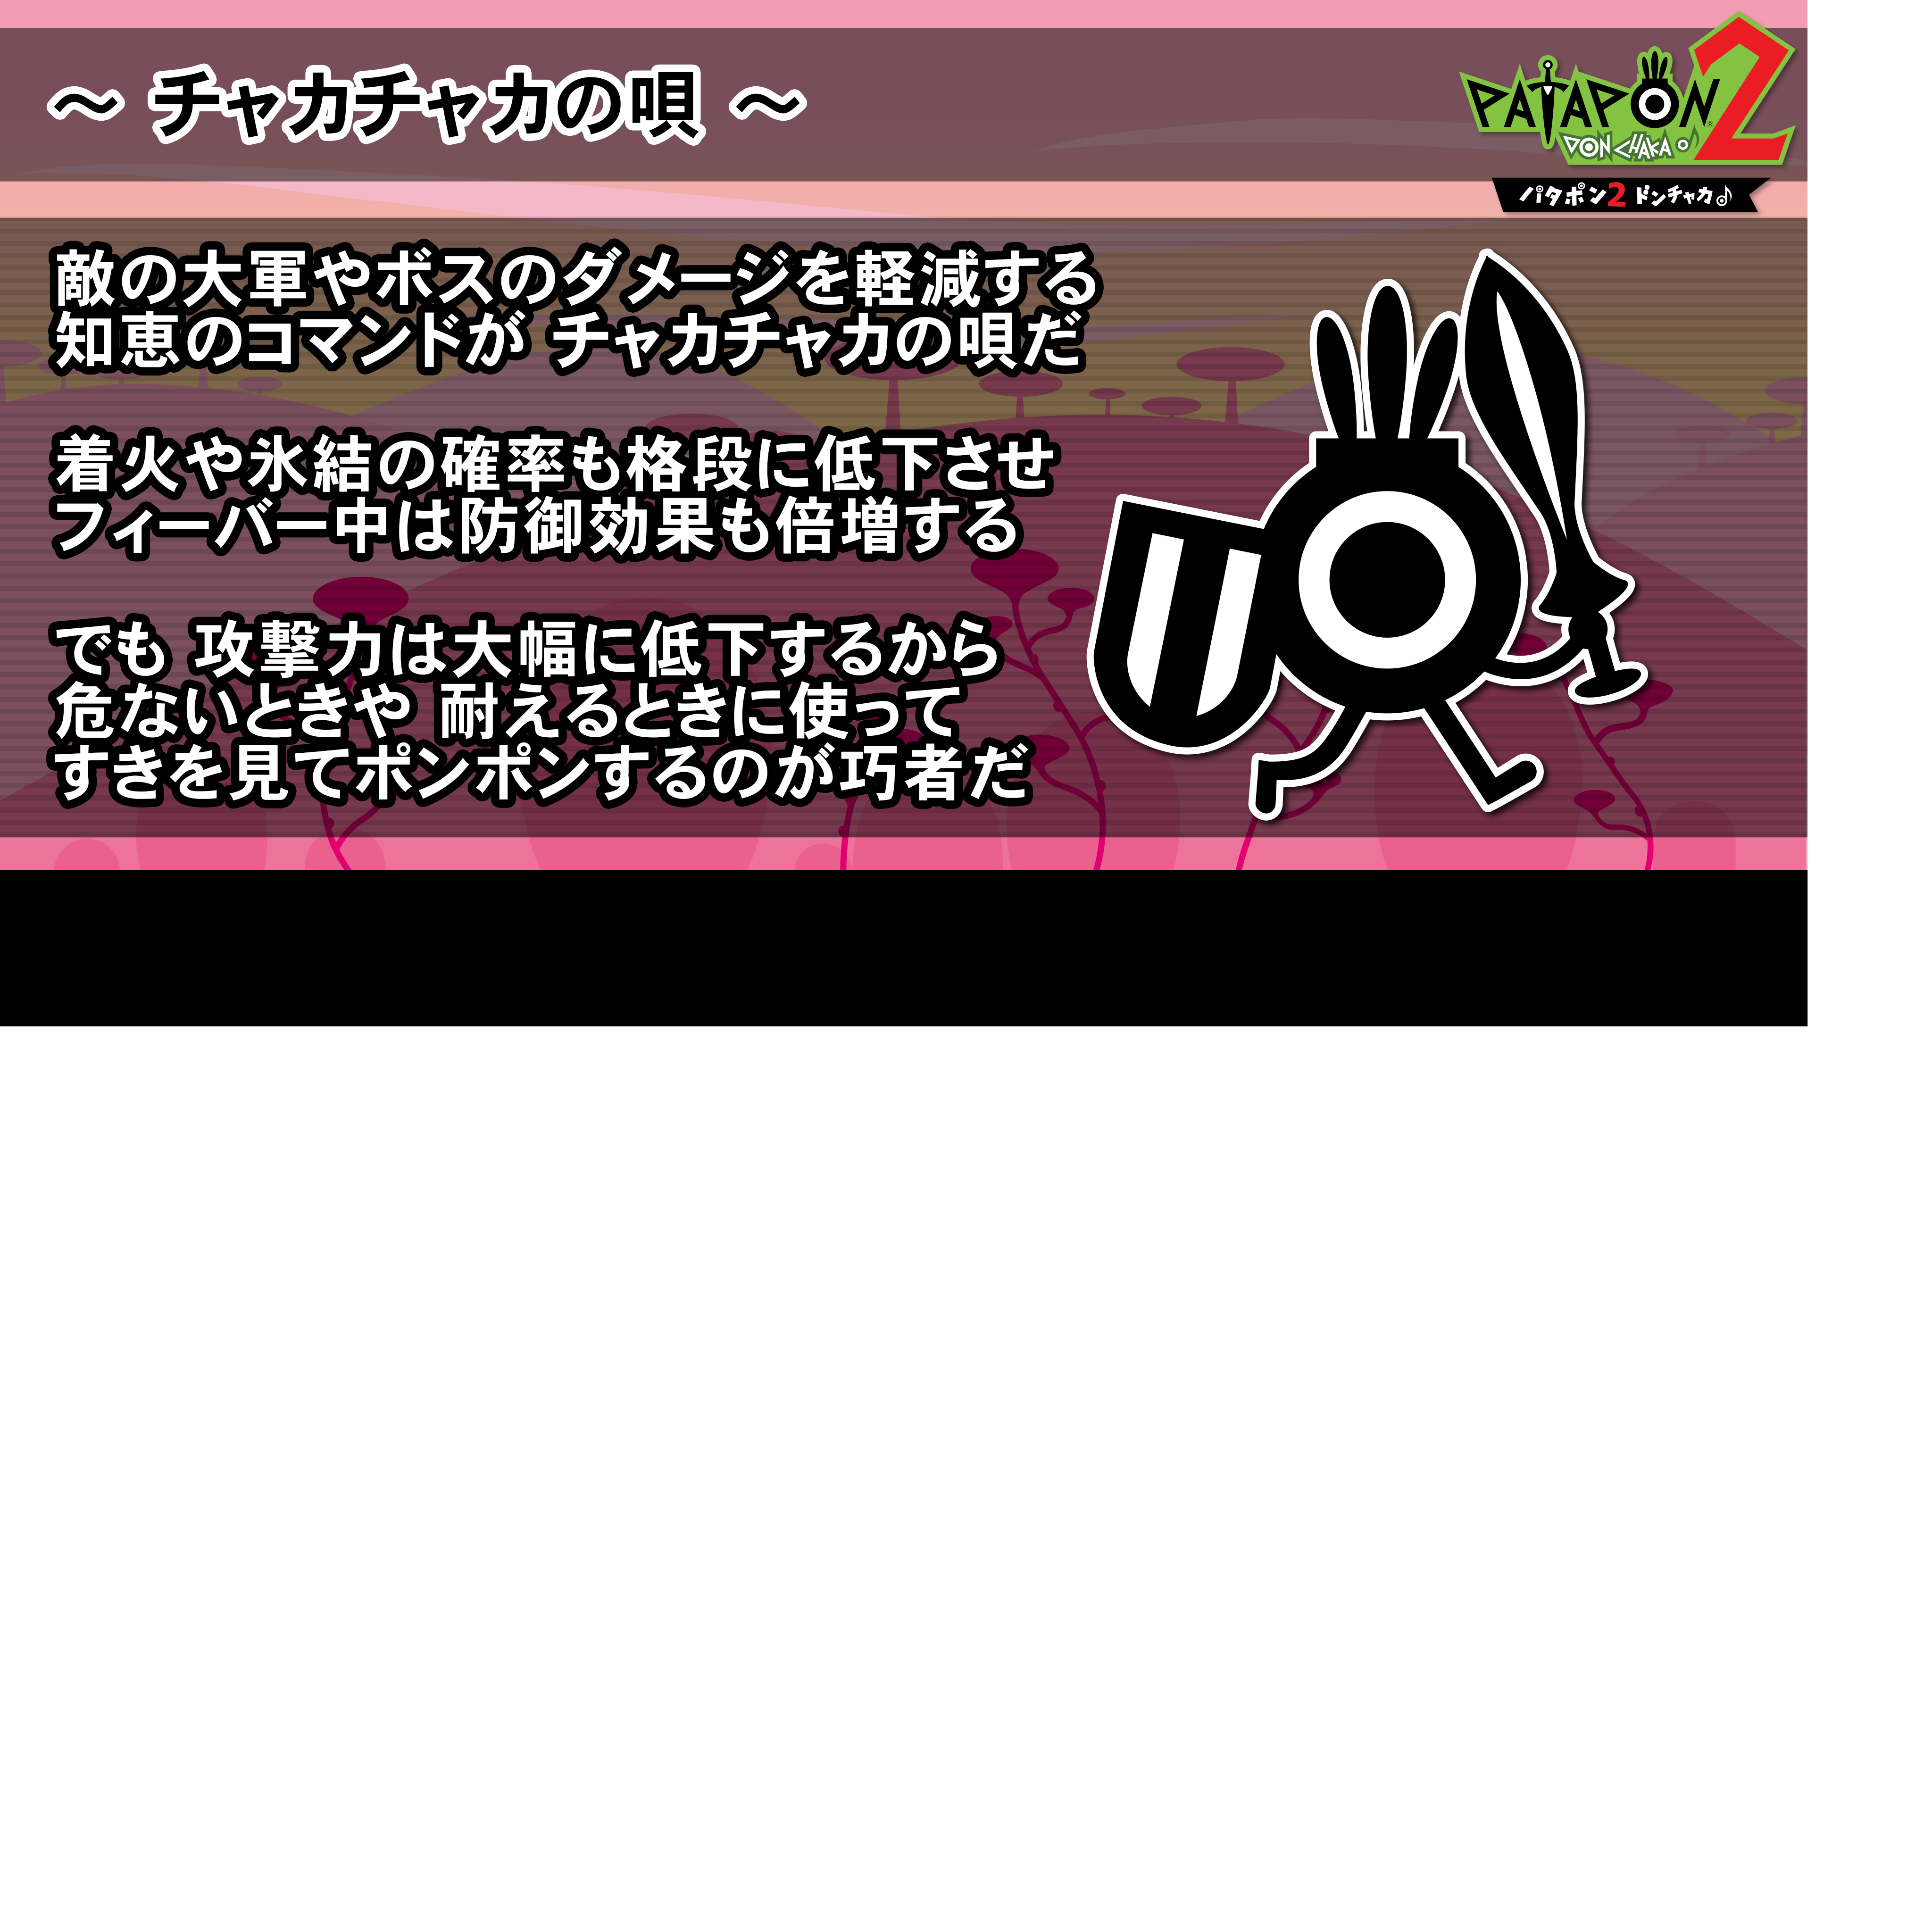 ～ チャカチャカの唄 ～
PATAPON 2
DON CHAKA♪
パタポン2 ドンチャカ♪
敵の大軍やボスのダメージを軽減する
知恵のコマンドが チャカチャカの唄だ
着火や氷結の確率も格段に低下させ
フィーバー中は防御効果も倍増する
でも 攻撃力は大幅に低下するから
危ないときや 耐えるときに使って
すきを見てポンポンするのが巧者だ